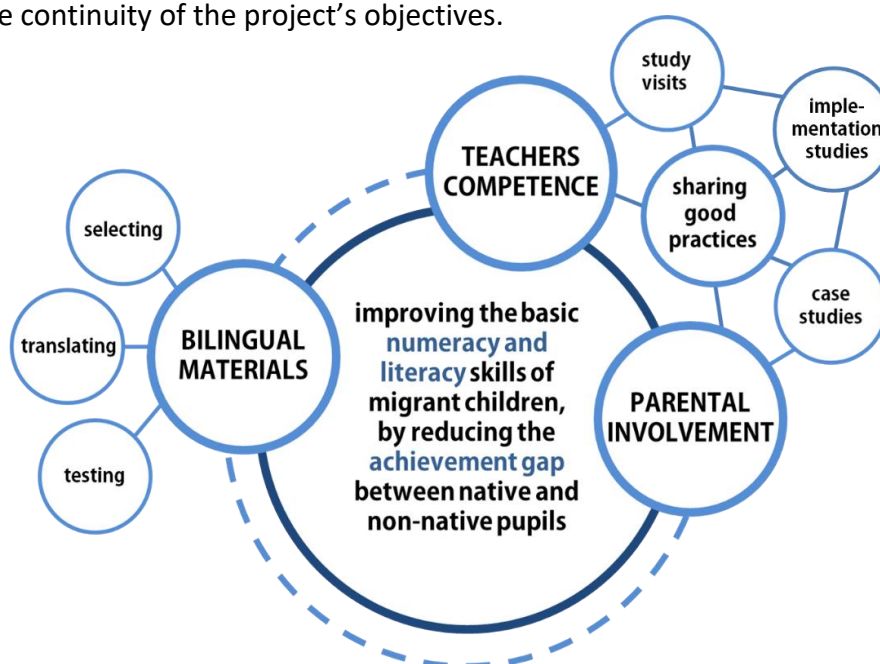 e continuity of the project's objectives.
study
visits
imple-
mentation
studies
TEACHERS
COMPETENCE
sharing
good
practices
selecting
case
studies
improving the basic
numeracy and
literacy skills of
migrant children,
by reducing the
achievement gap
between native and
non-native pupils
translating
BILINGUAL
MATERIALS
PARENTAL
INVOLVEMENT
testing